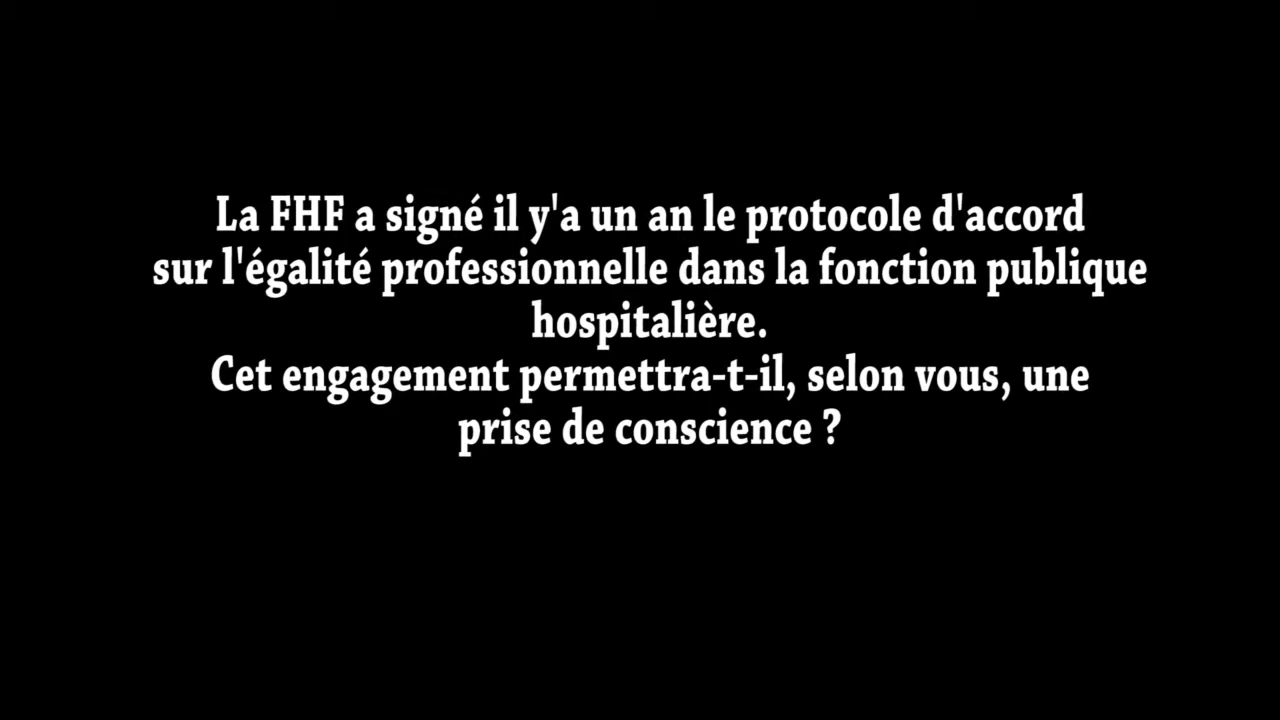 La FHF a signé il y'a un an le protocole d'accord
sur l'égalité professionnelle dans la fonction publique
hospitalière.
Cet engagement permettra-t-il, selon vous, une
prise de conscience ?